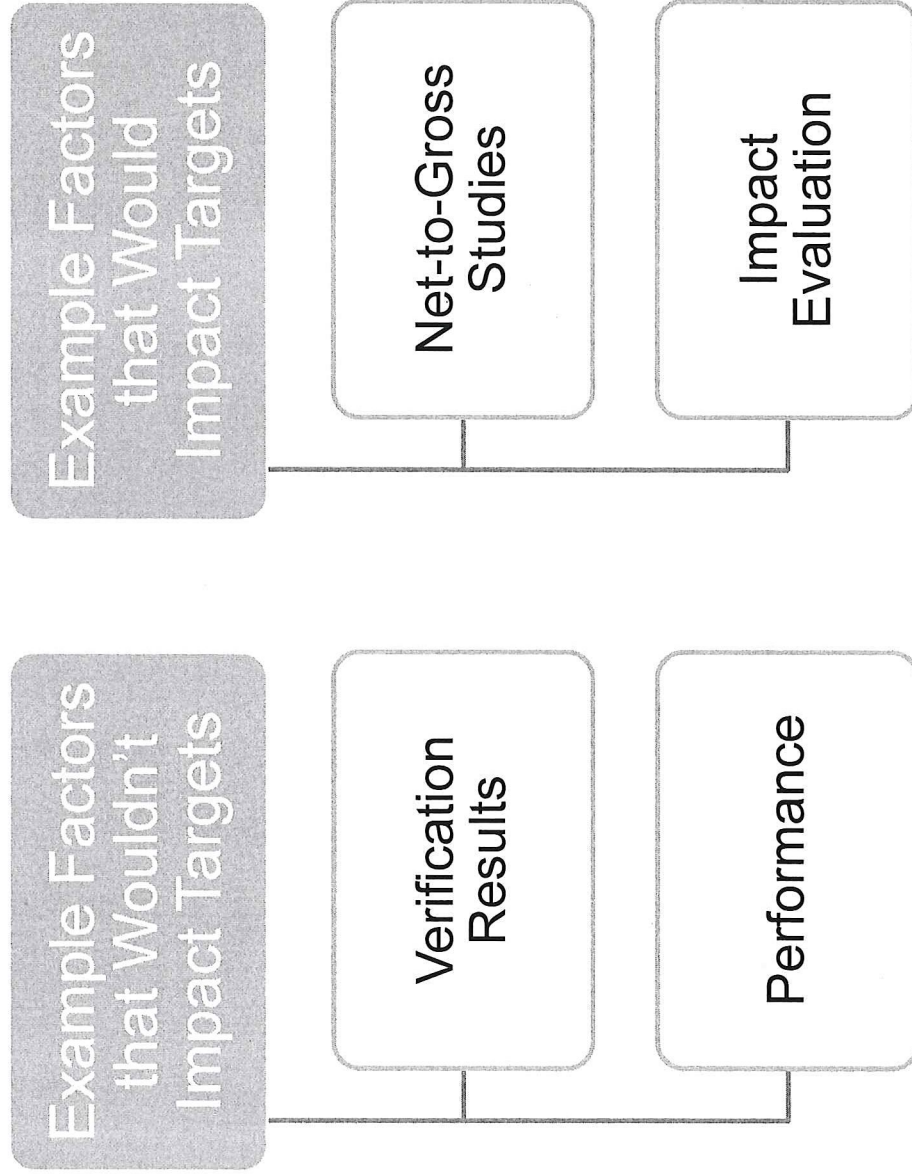 Example Factors
that Wouldn't
Impact Targets
Verification
Results
Performance
Example Factors
that Would
Impact Targets
Net-to-Gross
Studies
Impact
Evaluation